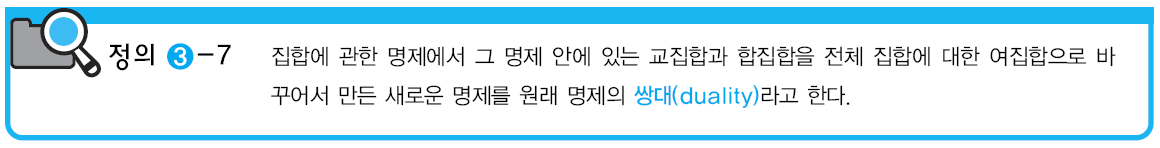 정의 3-7 집합에 관한 명제에서 그 명제 안에 있는 교집합과 합집합을 전체 집합에 대한 여집합으로 바
꾸어서 만든 새로운 명제를 원래 명제의 쌍대(duality)라고 한다.